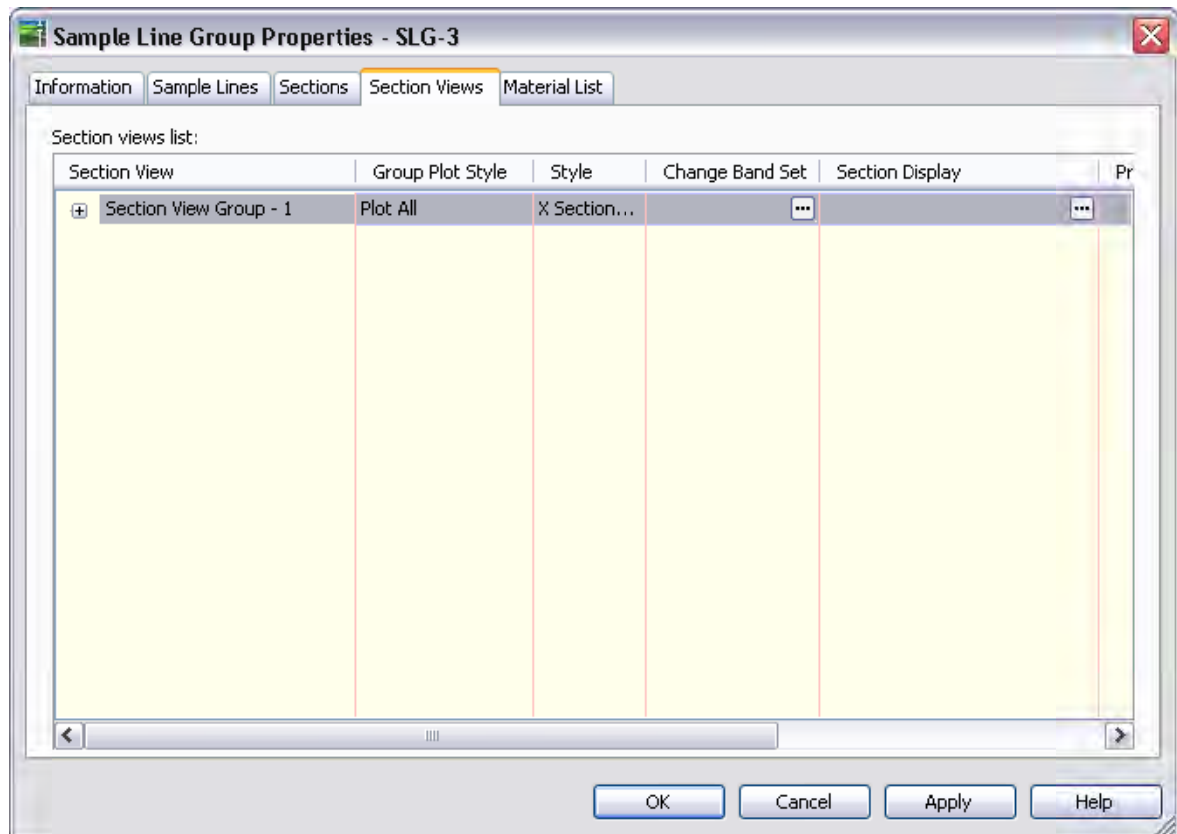 Sample Line Group Properties - SLG-3
Information Sample Lines Sections Section Views Material List
Section views list:
Section View Group Plot Style Style Change Band Set Section Display Pr
Section View Group - 1 Plot All X Section... ...
OK Cancel Apply Help